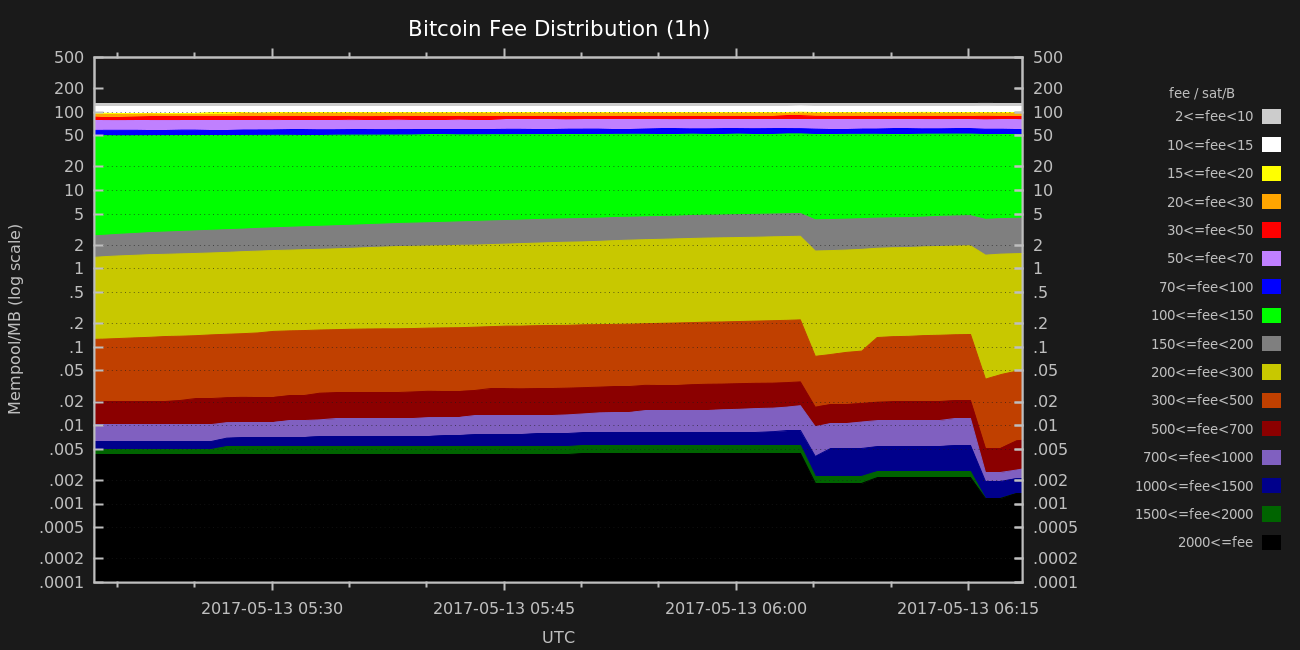 Bitcoin Fee Distribution (1h)
Mempool/MB (log scale)
500
200
100
50
20
10
5
2
1
.5
.2
.1
.05
.02
.01
.005
.002
.001
.0005
.0002
.0001
500
200
100
50
20
10
5
2
1
.5
.2
.1
.05
.02
.01
.005
.002
.001
.0005
.0002
.0001
fee / sat/B
2<=fee<10
10<=fee<15
15<=fee<20
20<=fee<30
30<=fee<50
50<=fee<70
70<=fee<100
100<=fee<150
150<=fee<200
200<=fee<300
300<=fee<500
500<=fee<700
700<=fee<1000
1000<=fee<1500
1500<=fee<2000
2000<=fee
2017-05-13 05:30 2017-05-13 05:45 2017-05-13 06:00 2017-05-13 06:15
UTC